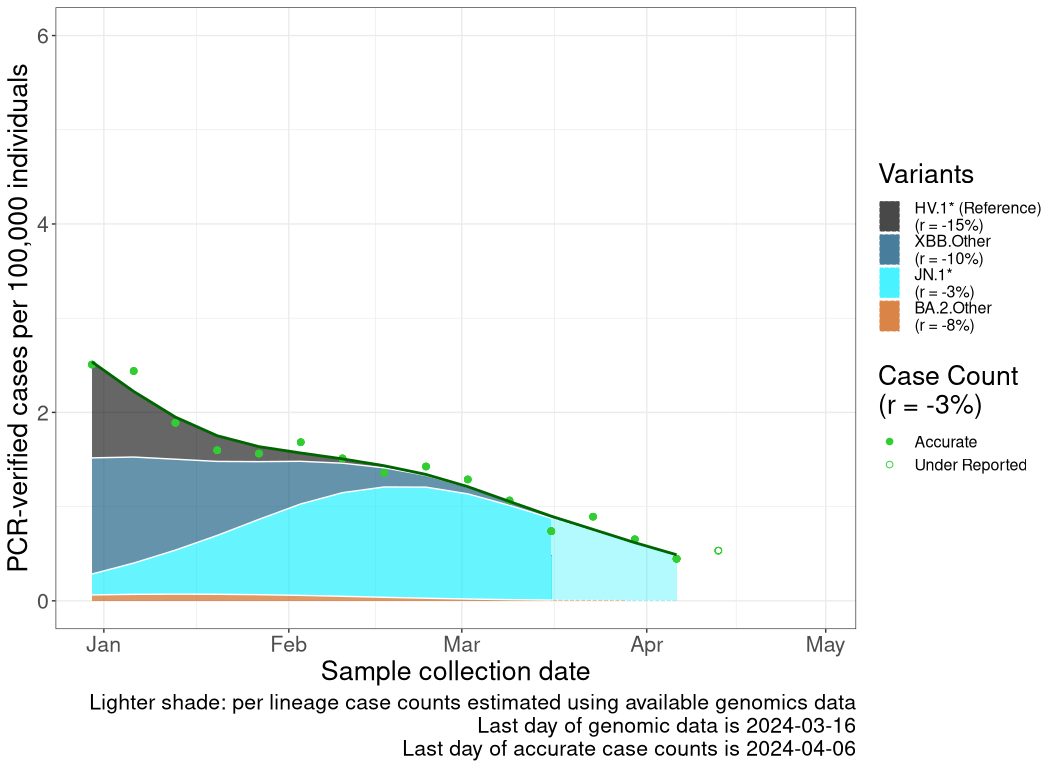 PCR-verified cases per 100,000 individuals
6
4
2
0
Jan
Feb
Mar
Apr
May
Sample collection date
Lighter shade: per lineage case counts estimated using available genomics data
Last day of genomic data is 2024-03-16
Last day of accurate case counts is 2024-04-06
Variants
HV.1* (Reference)
(r = -15%)
XBB.Other
(r = -10%)
JN.1*
(r = -3%)
BA.2.Other
(r = -8%)
Case Count
(r = -3%)
Accurate
Under Reported